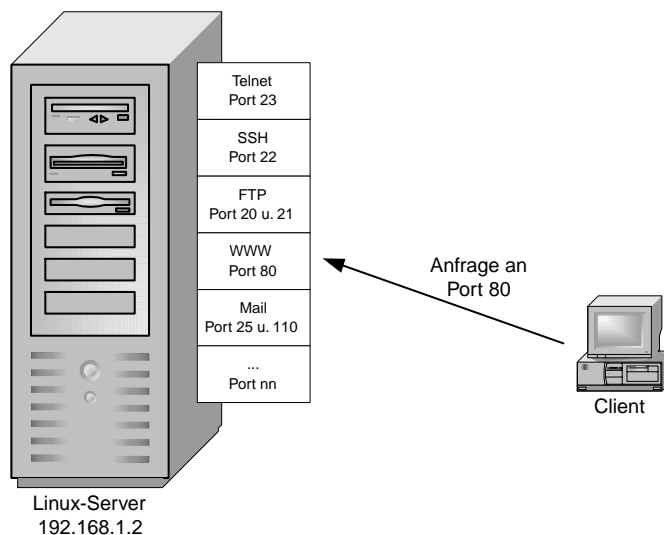 Telnet
Port 23
SSH
Port 22
FTP
Port 20 u. 21
WWW
Port 80
Mail
Port 25 u. 110
...
Port nn
Anfrage an
Port 80
Client
Linux-Server
192.168.1.2